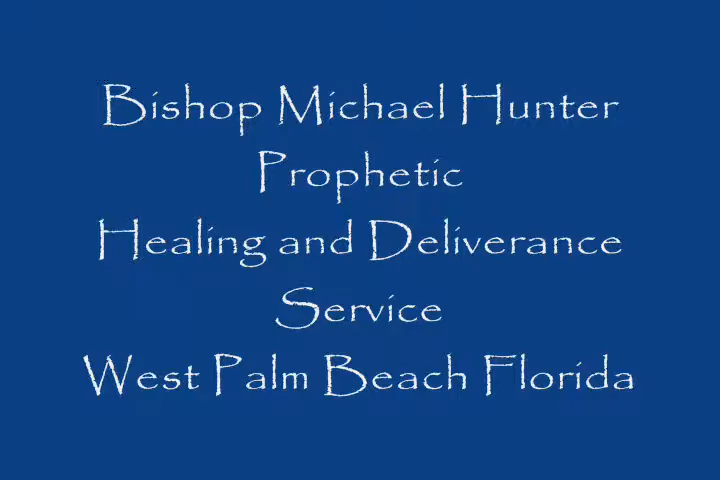 Bishop Michael Hunter
Prophetic
Healing and Deliverance
Service
West Palm Beach Florida